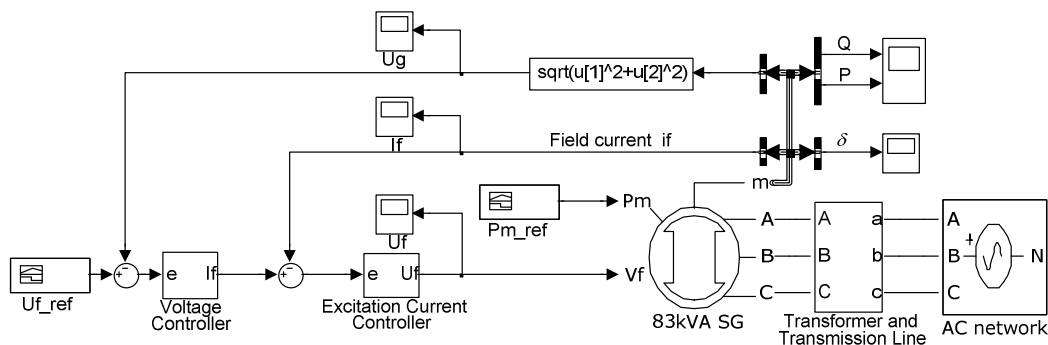 Ug
sqrt(u[1]^2+u[2]^2)
Q
P
If
Field current if
δ
m
Pm_ref
Pm
Uf
Uf_ref
+
-
e
If
Voltage
Controller
-
e
Uf
Excitation Current
Controller
Vf
A
B
C
83kVA SG
A
B
C
a
b
c
Transformer and
Transmission Line
A
B
C
+
N
AC network